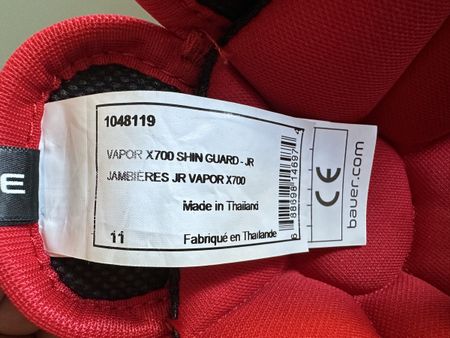 1048119
VAPOR X700 SHIN GUARD - JR
JAMBIÈRES JR VAPOR X700
Made in Thailand
11
Fabriqué en Thaïlande
CE
bauer.com
E